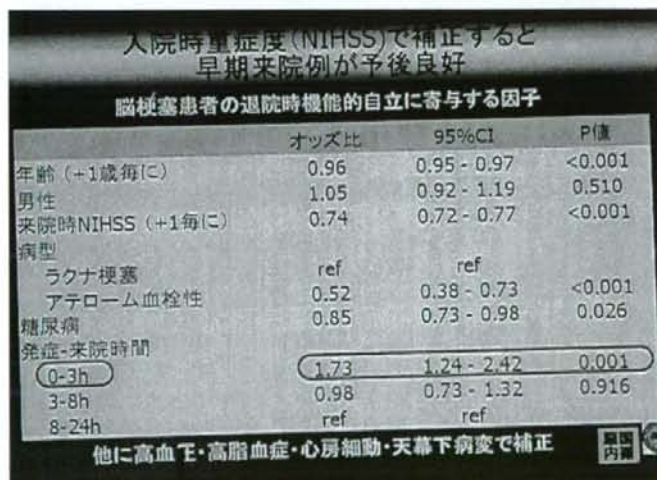 入院時重症度(NIHSS)で補正すると
早期来院例が予後良好
脳梗塞患者の退院時機能的自立に寄与する因子
オッズ比 95%CI P値
年齢(+1歳毎に) 0.96 0.95 - 0.97 <0.001
男性 1.05 0.92 - 1.19 0.510
来院時NIHSS(+1毎に) 0.74 0.72 - 0.77 <0.001
病型
ラクナ梗塞 ref ref
アテローム血栓性 0.52 0.38 - 0.73 <0.001
糖尿病 0.85 0.73 - 0.98 0.026
発症-来院時間
0-3h 1.73 1.24 - 2.42 0.001
3-8h 0.98 0.73 - 1.32 0.916
8-24h ref ref
他に高血圧・高脂血症・心房細動・天幕下病変で補正